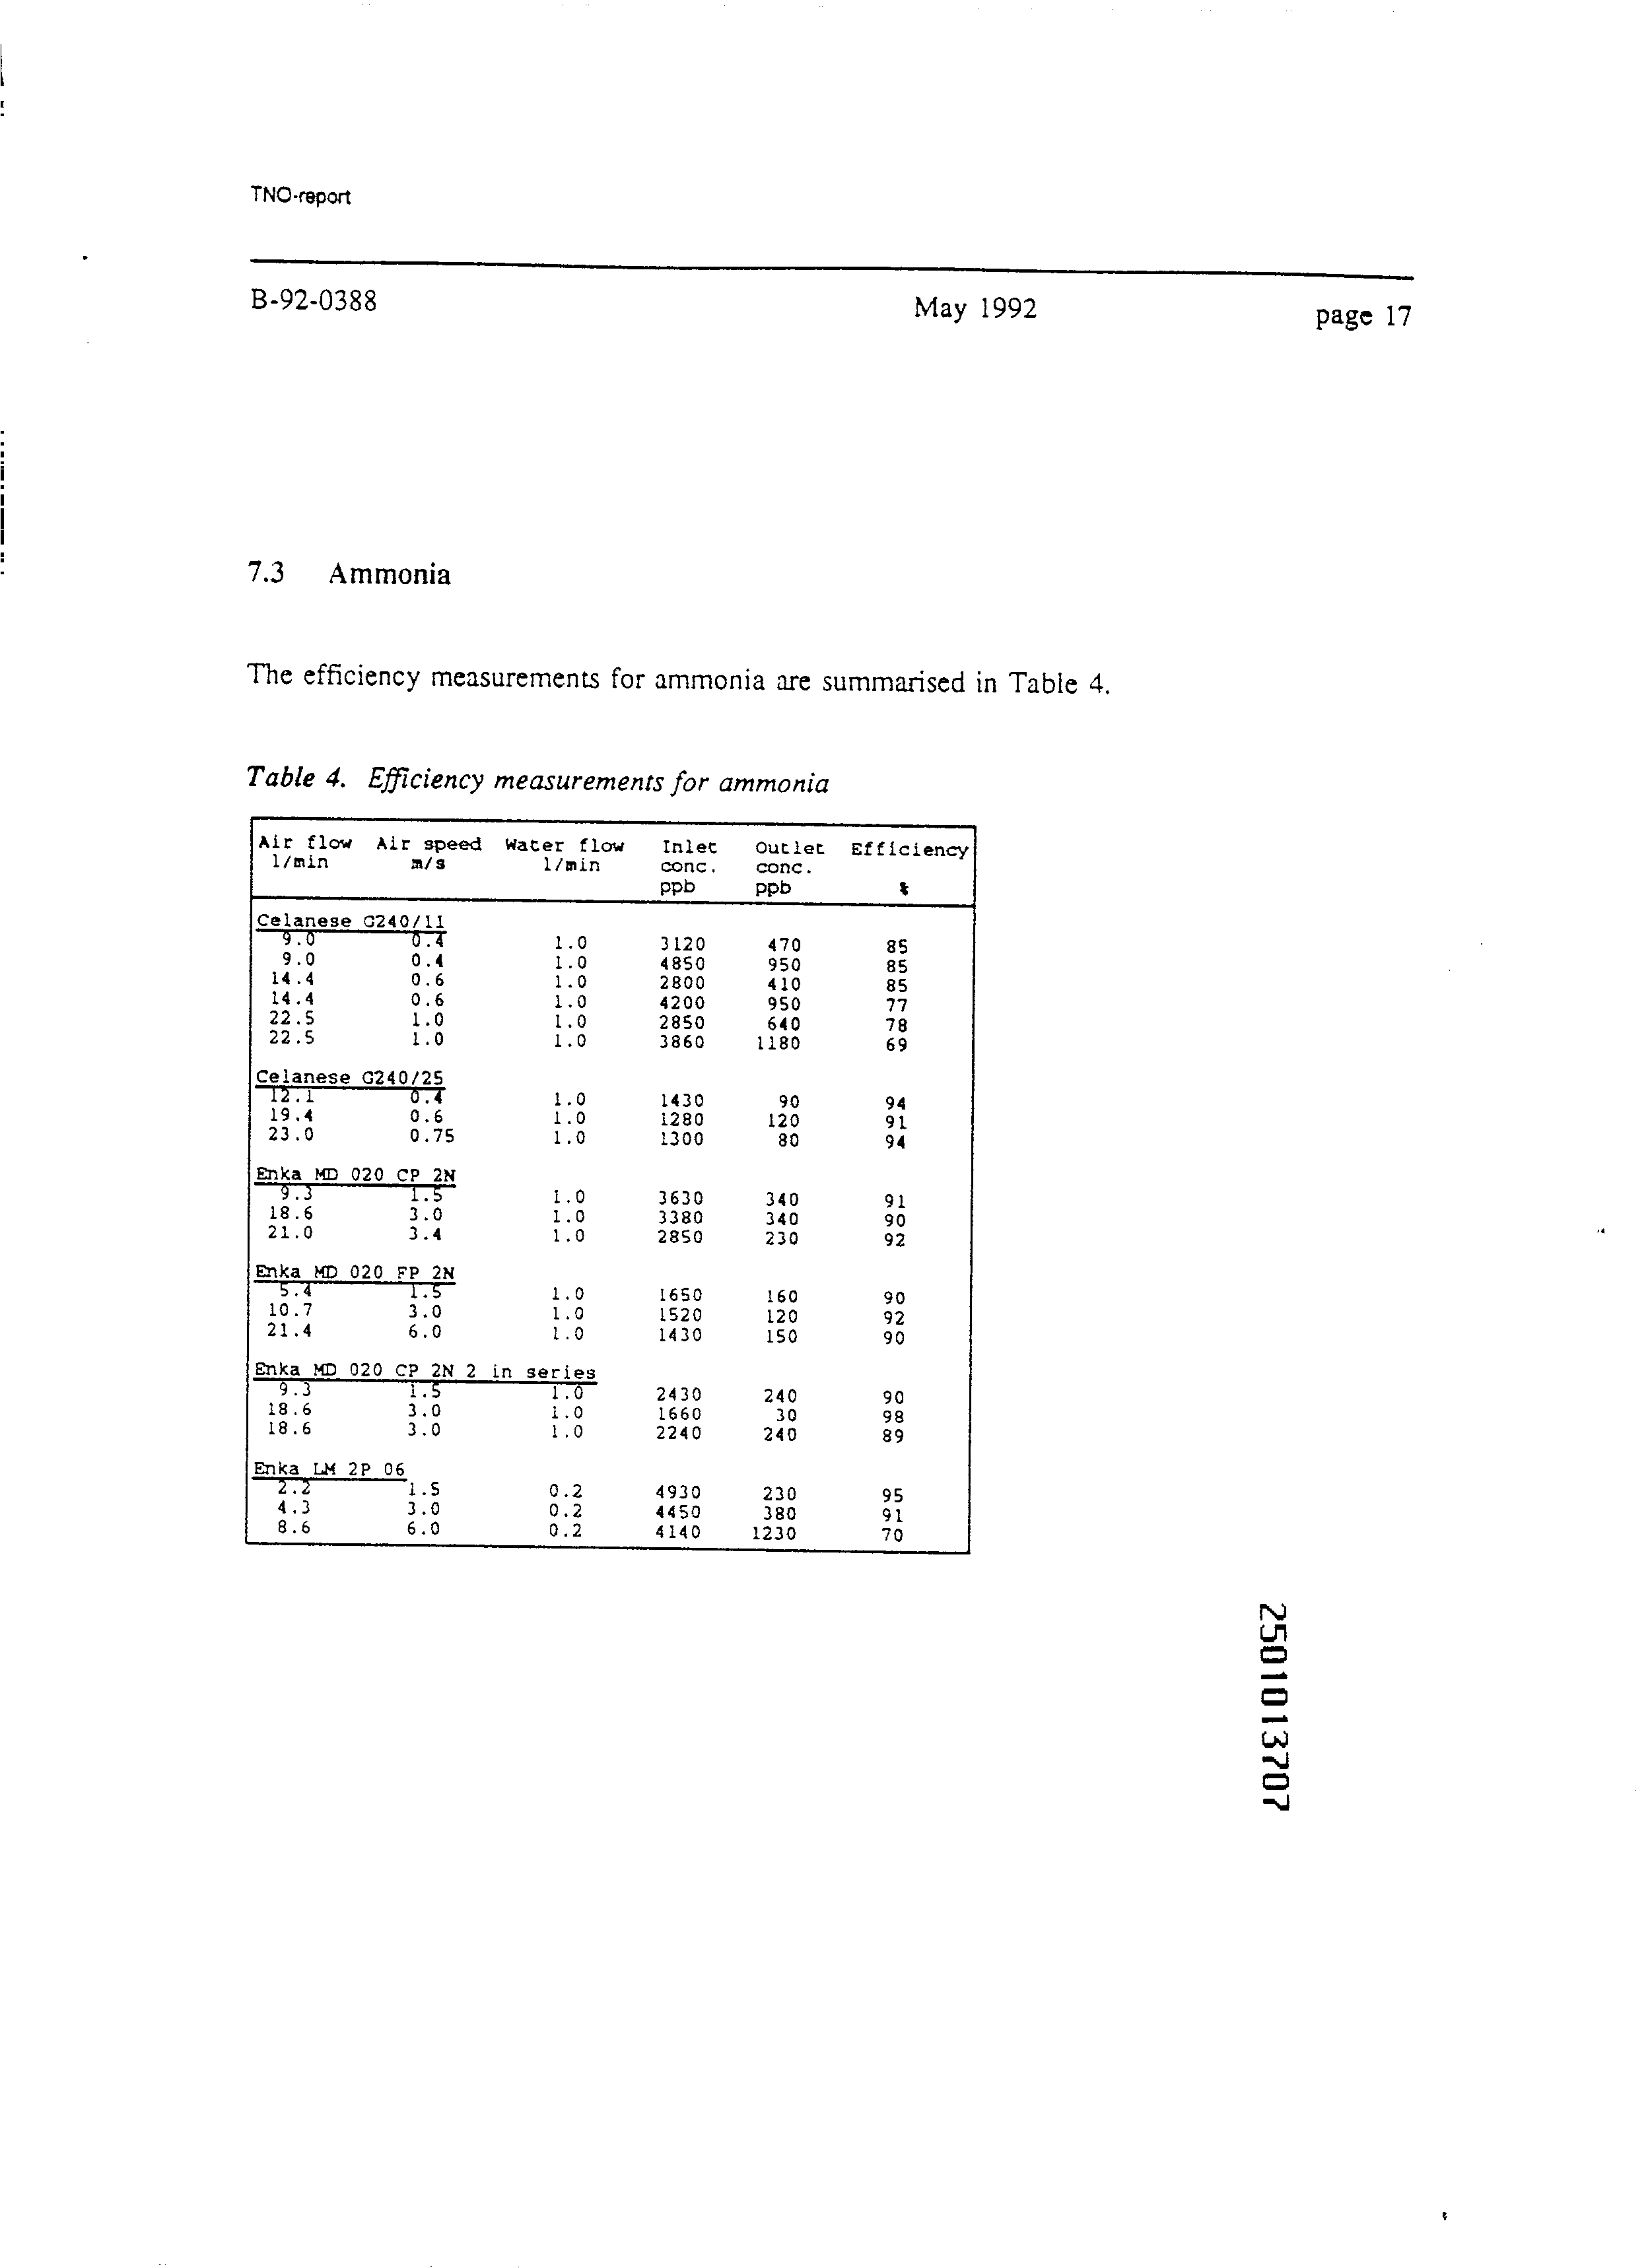 TNO-report
B-92-0388 May 1992 page 17
7.3 Ammonia
The efficiency measurements for ammonia are summarised in Table 4.
Table 4. Efficiency measurements for ammonia
Air flow Air speed Water flow Inlet Outlet Efficiency
l/min m/s l/min conc. conc.
ppb ppb %
Celanese G240/11
9.0 0.4 1.0 3120 470 85
9.0 0.4 1.0 4850 950 85
14.4 0.6 1.0 2800 410 85
14.4 0.6 1.0 4200 950 77
22.5 1.0 1.0 2850 640 78
22.5 1.0 1.0 3860 1180 69
Celanese G240/25
12.1 0.4 1.0 1430 90 94
19.4 0.6 1.0 1280 120 91
23.0 0.75 1.0 1300 80 94
Enka MD 020 CP 2N
9.3 1.5 1.0 3630 340 91
18.6 3.0 1.0 3380 340 90
21.0 3.4 1.0 2850 230 92
Enka MD 020 FP 2N
5.4 1.5 1.0 1650 160 90
10.7 3.0 1.0 1520 120 92
21.4 6.0 1.0 1430 150 90
Enka MD 020 CP 2N 2 in series
9.3 1.5 1.0 2430 240 90
18.6 3.0 1.0 1660 30 98
18.6 3.0 1.0 2240 240 89
Enka LM 2P 06
2.2 1.5 0.2 4930 230 95
4.3 3.0 0.2 4450 380 91
8.6 6.0 0.2 4140 1230 70
2501013707